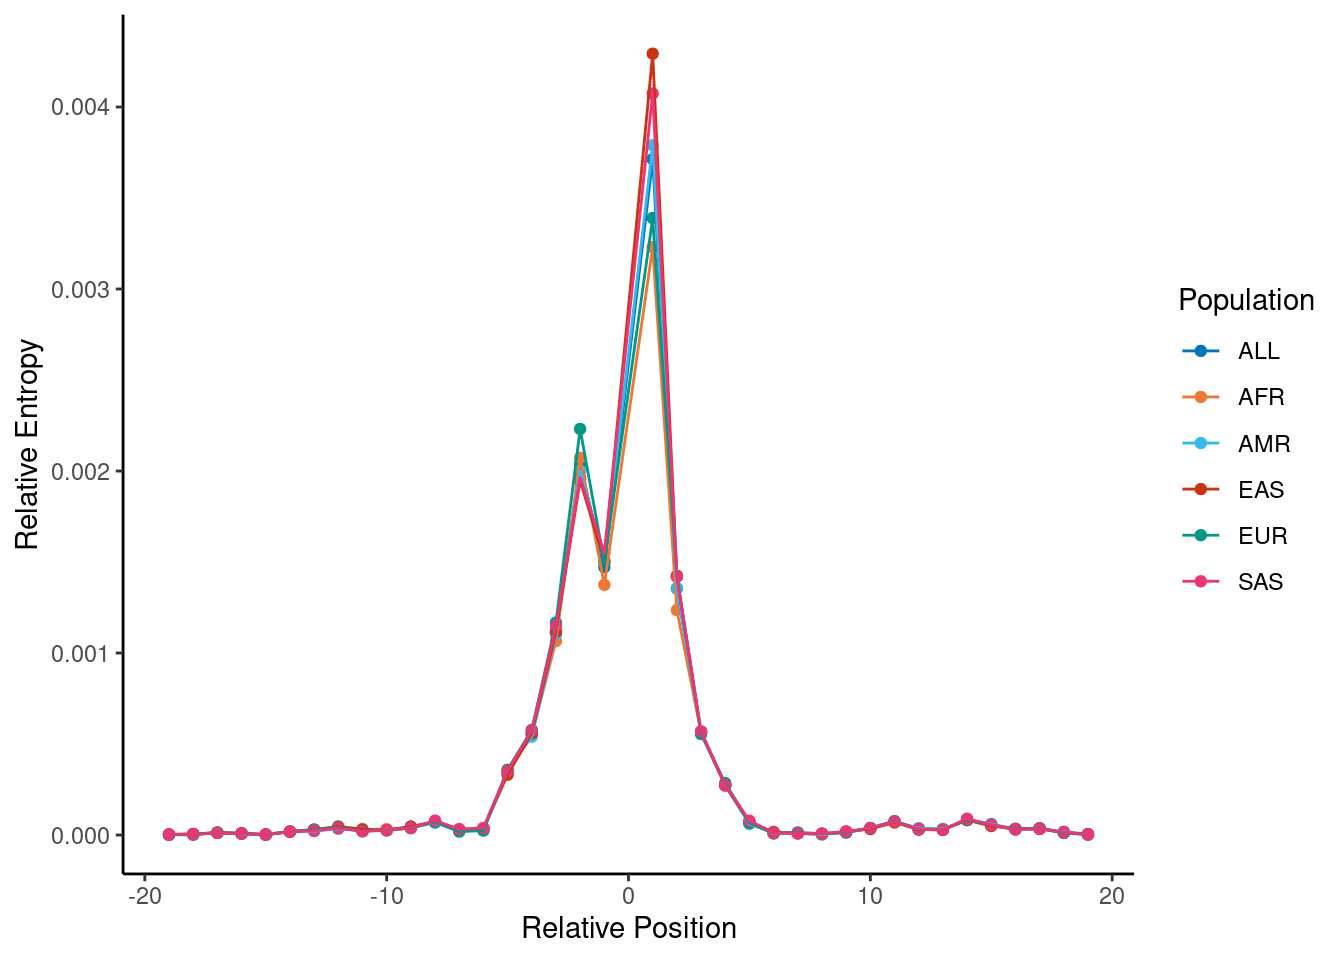 0.004
0.003
0.002
0.001
0.000
Relative Entropy
-20
-10
0
10
20
Relative Position
Population
ALL
AFR
AMR
EAS
EUR
SAS